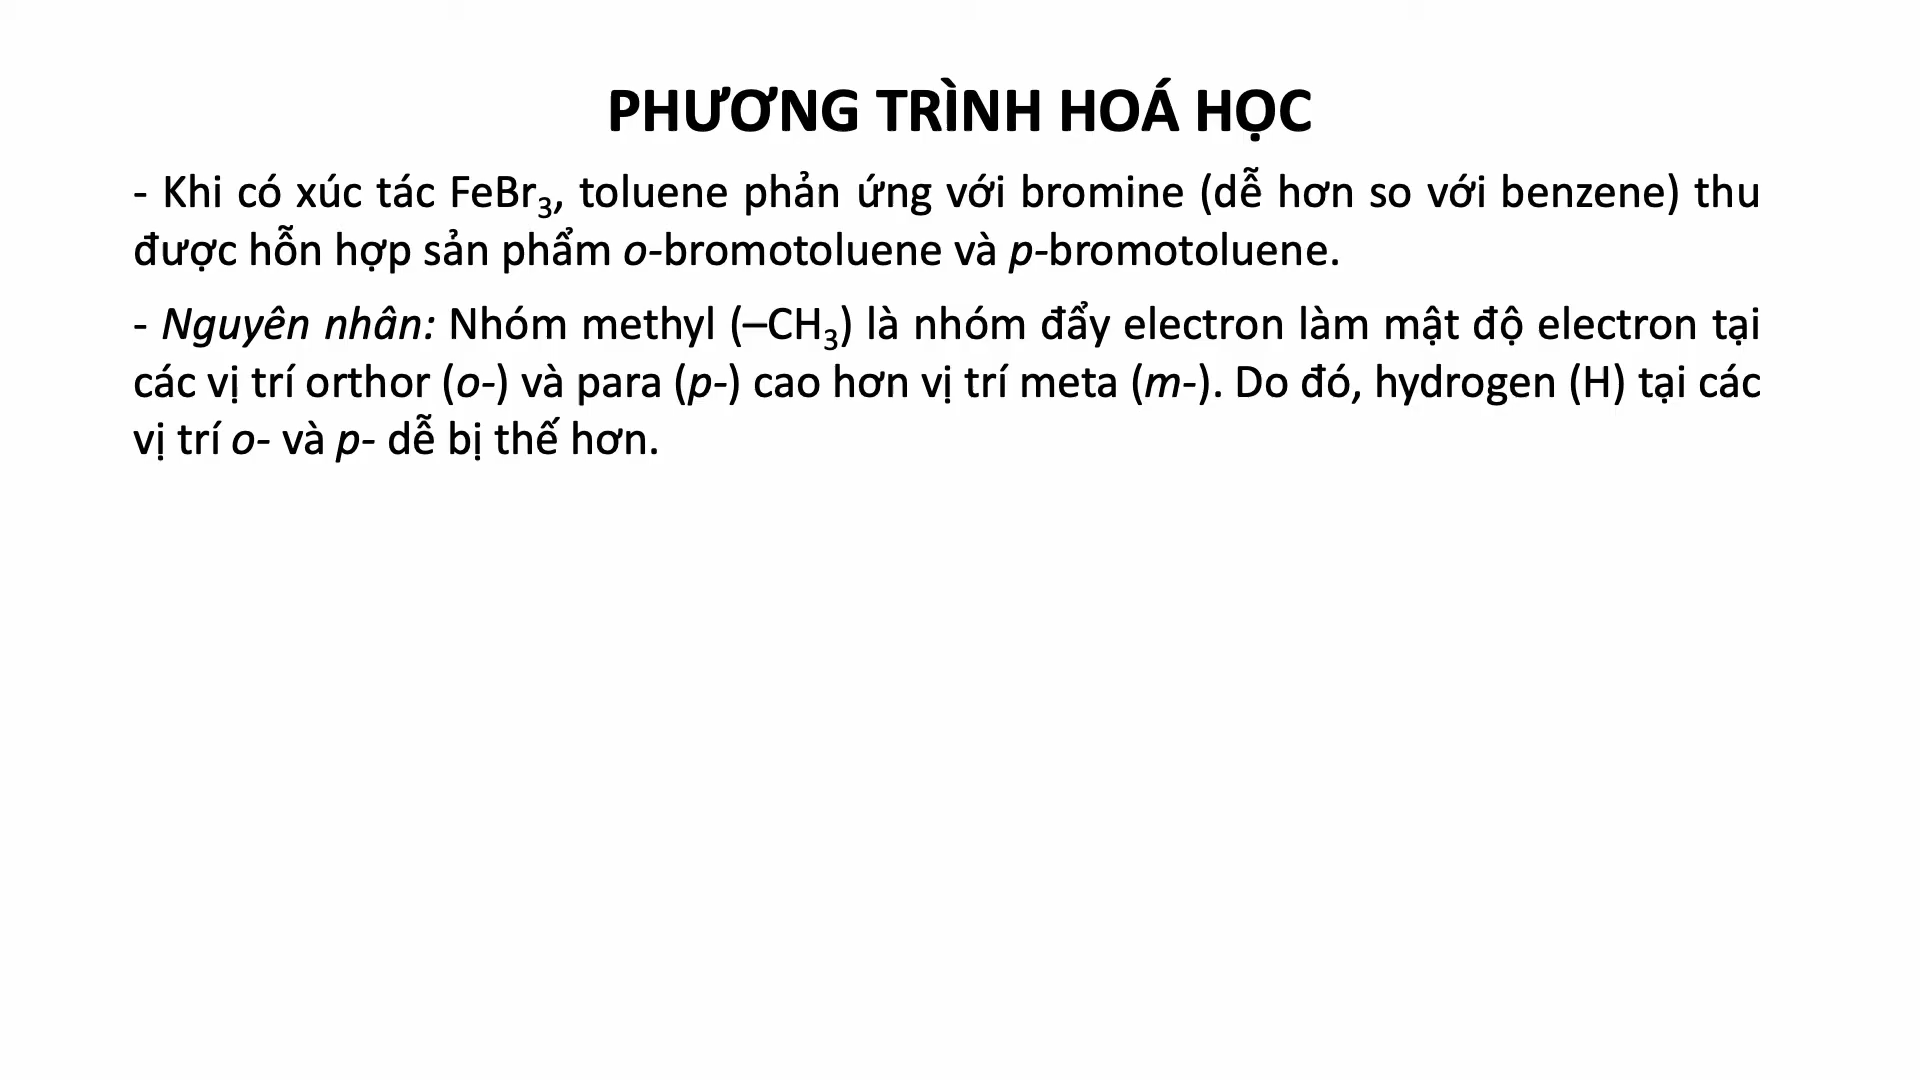 PHƯƠNG TRÌNH HOÁ HỌC
- Khi có xúc tác FeBr₃, toluene phản ứng với bromine (dễ hơn so với benzene) thu
được hỗn hợp sản phẩm o-bromotoluene và p-bromotoluene.
- Nguyên nhân: Nhóm methyl (–CH₃) là nhóm đẩy electron làm mật độ electron tại
các vị trí orthor (o-) và para (p-) cao hơn vị trí meta (m-). Do đó, hydrogen (H) tại các
vị trí o- và p- dễ bị thế hơn.